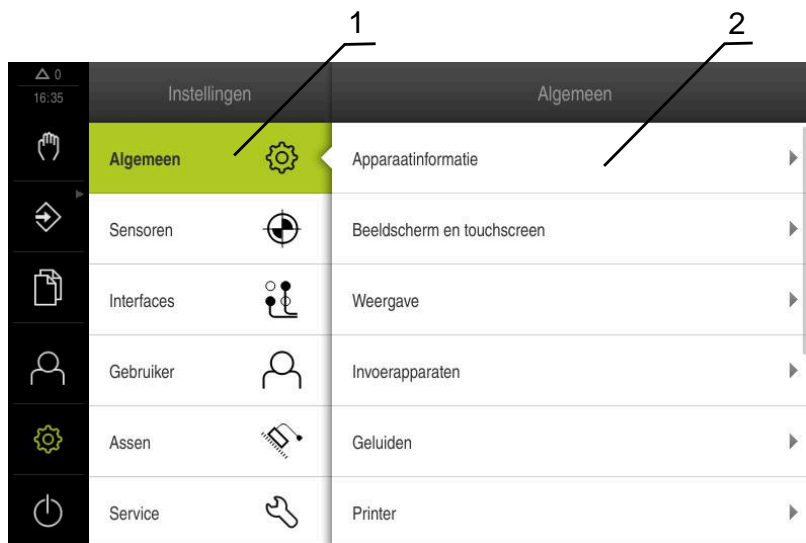 1
2
0
16:35
Instellingen
Algemeen
Algemeen
Apparaatinformatie
Sensoren
Beeldscherm en touchscreen
Interfaces
Weergave
Gebruiker
Invoerapparaten
Assen
Geluiden
Service
Printer